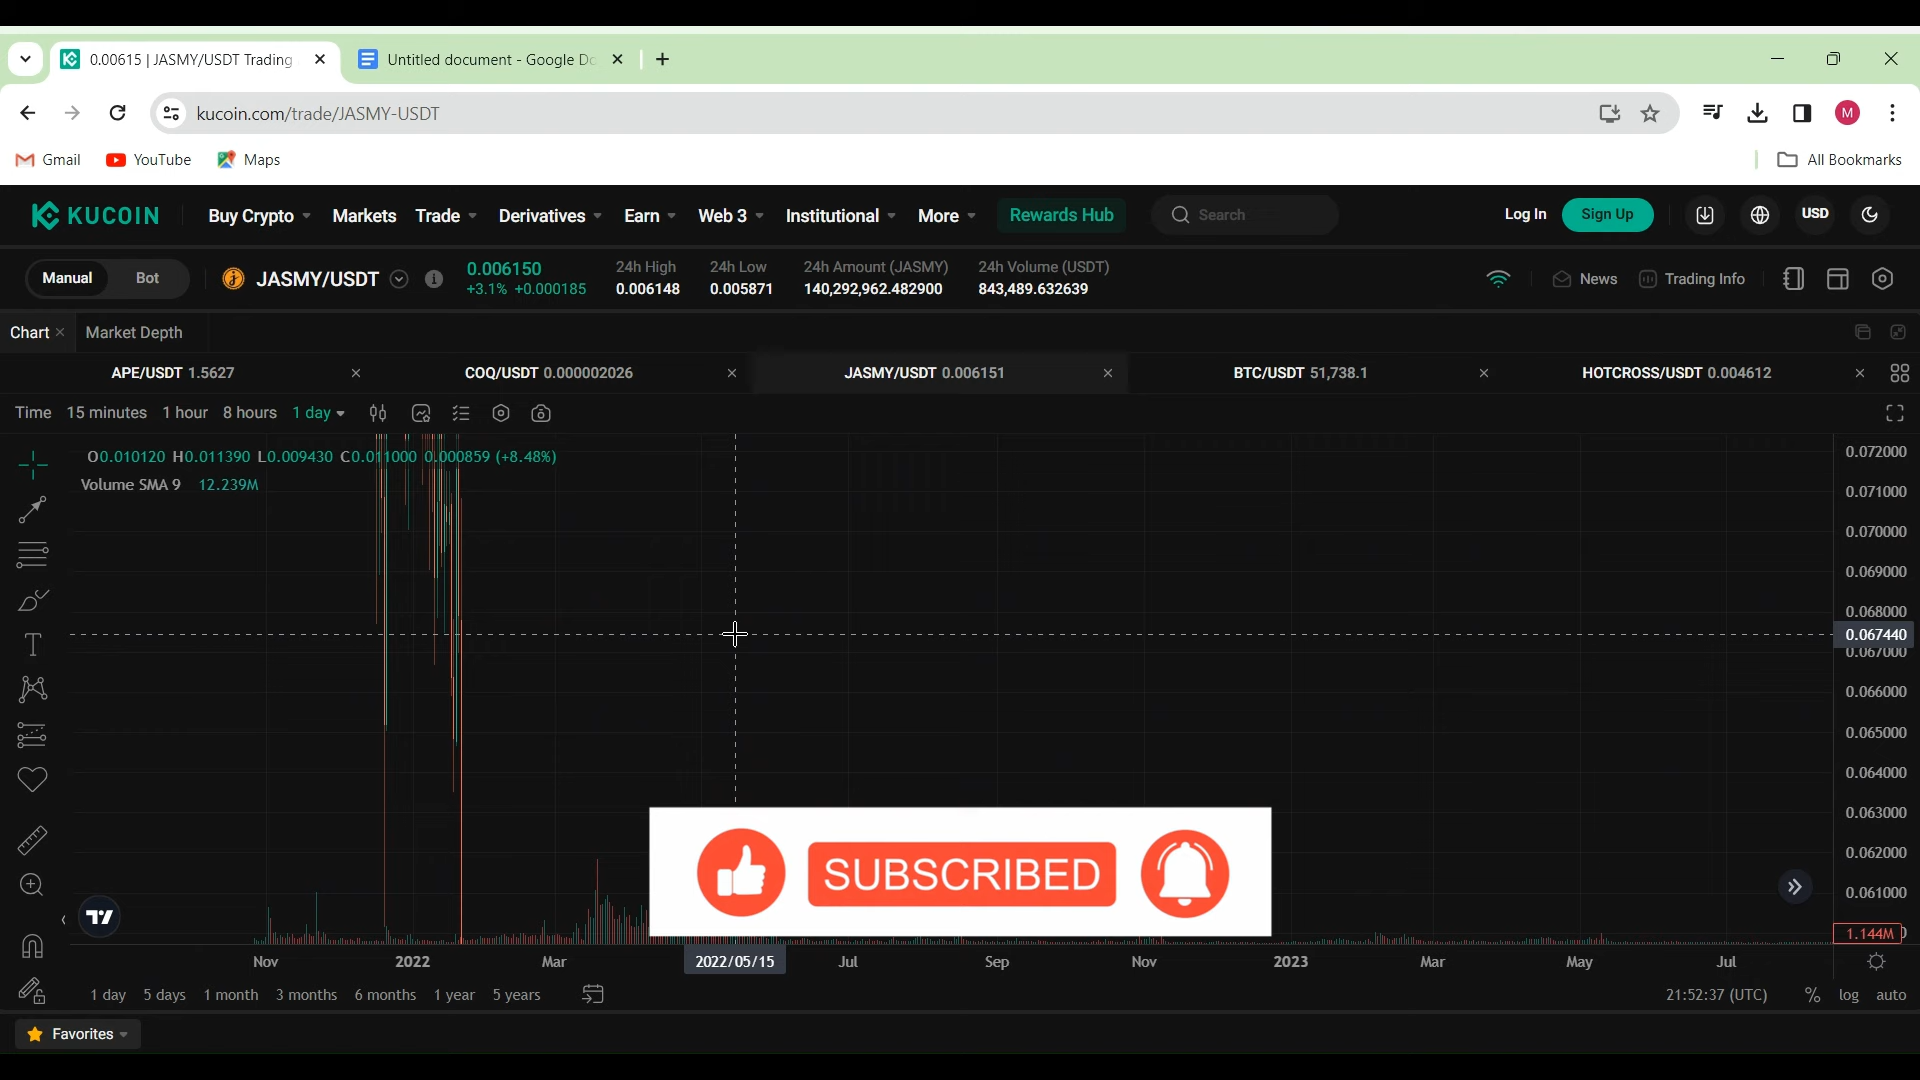 0.00615 | JASMY/USDT Trading
Untitled document - Google Do
kucoin.com/trade/JASMY-USDT
M
Gmail
YouTube
Maps
All Bookmarks
KUCOIN
Buy Crypto
Markets
Trade
Derivatives
Earn
Web 3
Institutional
More
Rewards Hub
Search
Log In
Sign Up
USD
Manual
Bot
JASMY/USDT
0.006150
+3.1% +0.000185
24h High
0.006148
24h Low
0.005871
24h Amount (JASMY)
140,292,962.482900
24h Volume (USDT)
843,489.632639
News
Trading Info
Chart
Market Depth
APE/USDT 1.5627
COQ/USDT 0.000002026
JASMY/USDT 0.006151
BTC/USDT 51,738.1
HOTCROSS/USDT 0.004612
Time 15 minutes 1 hour 8 hours 1 day
O0.010120 H0.011390 L0.009430 C0.011000 0.000859 (+8.48%)
Volume SMA 9 12.239M
0.072000
0.071000
0.070000
0.069000
0.068000
0.067440
0.067000
0.066000
0.065000
0.064000
0.063000
0.062000
0.061000
1.144M
SUBSCRIBED
Nov 2022 Mar 2022/05/15 Jul Sep Nov 2023 Mar May Jul
1 day 5 days 1 month 3 months 6 months 1 year 5 years
21:52:37 (UTC) % log auto
Favorites